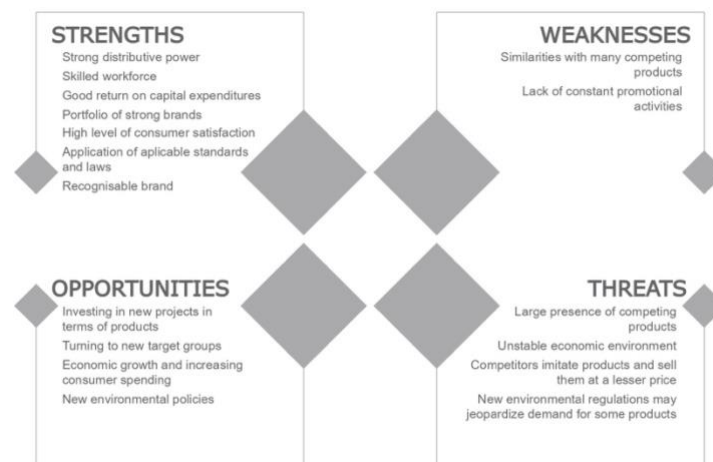 STRENGTHS
Strong distributive power
Skilled workforce
Good return on capital expenditures
Portfolio of strong brands
High level of consumer satisfaction
Application of aplicable standards
and laws
Recognisable brand
WEAKNESSES
Similarities with many competing
products
Lack of constant promotional
activities
OPPORTUNITIES
Investing in new projects in
terms of products
Turning to new target groups
Economic growth and increasing
consumer spending
New environmental policies
THREATS
Large presence of competing
products
Unstable economic environment
Competitors imitate products and sell
them at a lesser price
New environmental regulations may
jeopardize demand for some products